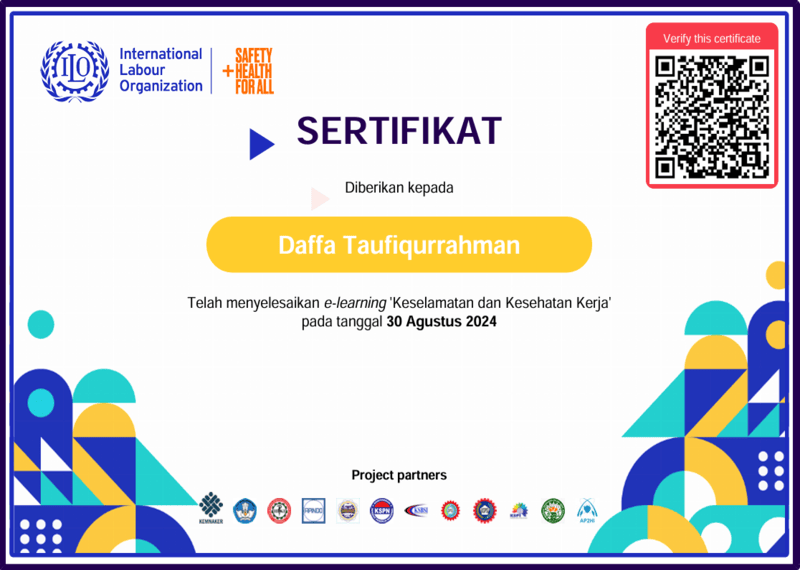 International
Labour
Organization
ILO
SAFETY
+HEALTH
FOR ALL
Verify this certificate
SERTIFIKAT
Diberikan kepada
Daffa Taufiqurrahman
Telah menyelesaikan e-learning 'Keselamatan dan Kesehatan Kerja'
pada tanggal 30 Agustus 2024
Project partners
KEMNAKER
APINDO
KSPN
KSBSI
AP2HI